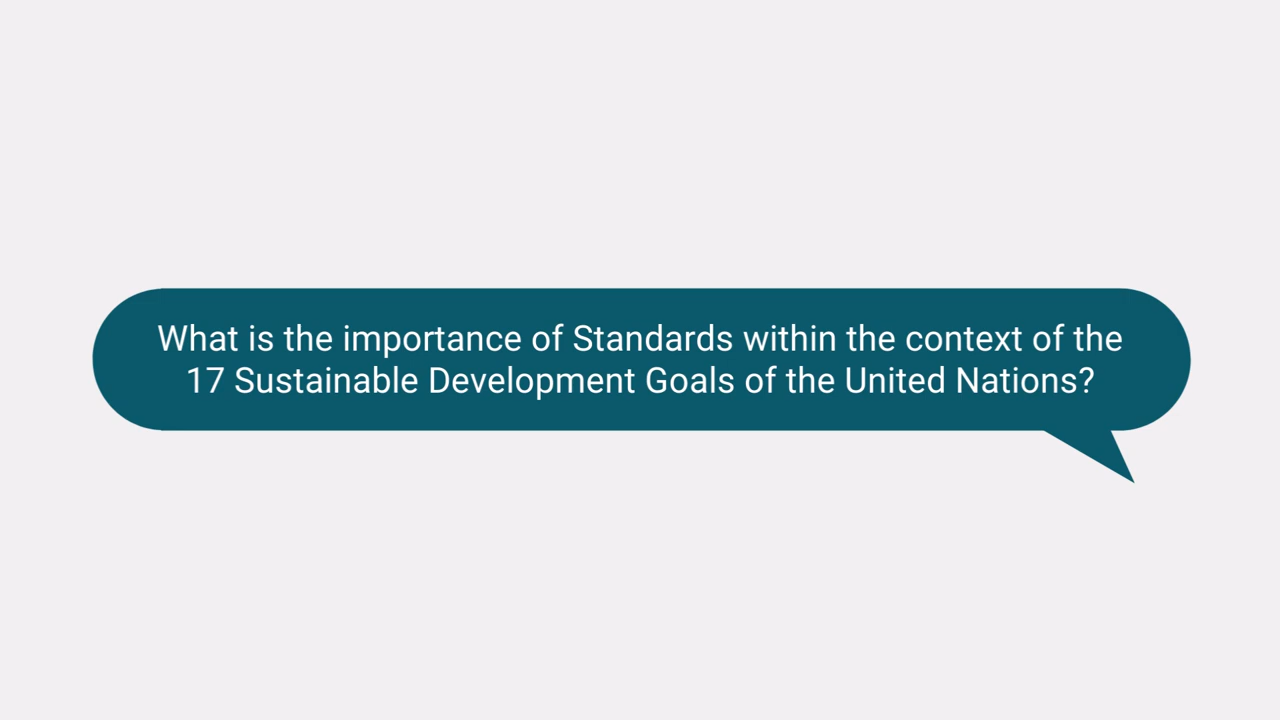 What is the importance of Standards within the context of the
17 Sustainable Development Goals of the United Nations?